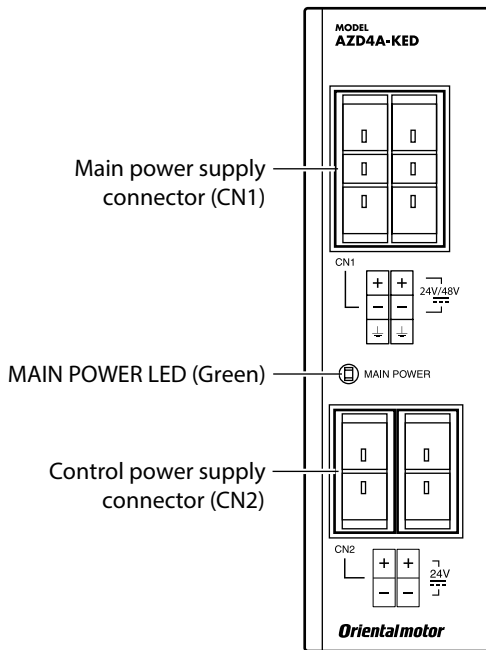 MODEL
AZD4A-KED
Main power supply
connector (CN1)
CN1
+ +
24V/48V
− −
MAIN POWER LED (Green)
MAIN POWER
Control power supply
connector (CN2)
CN2
+ +
24V
− −
Orientalmotor